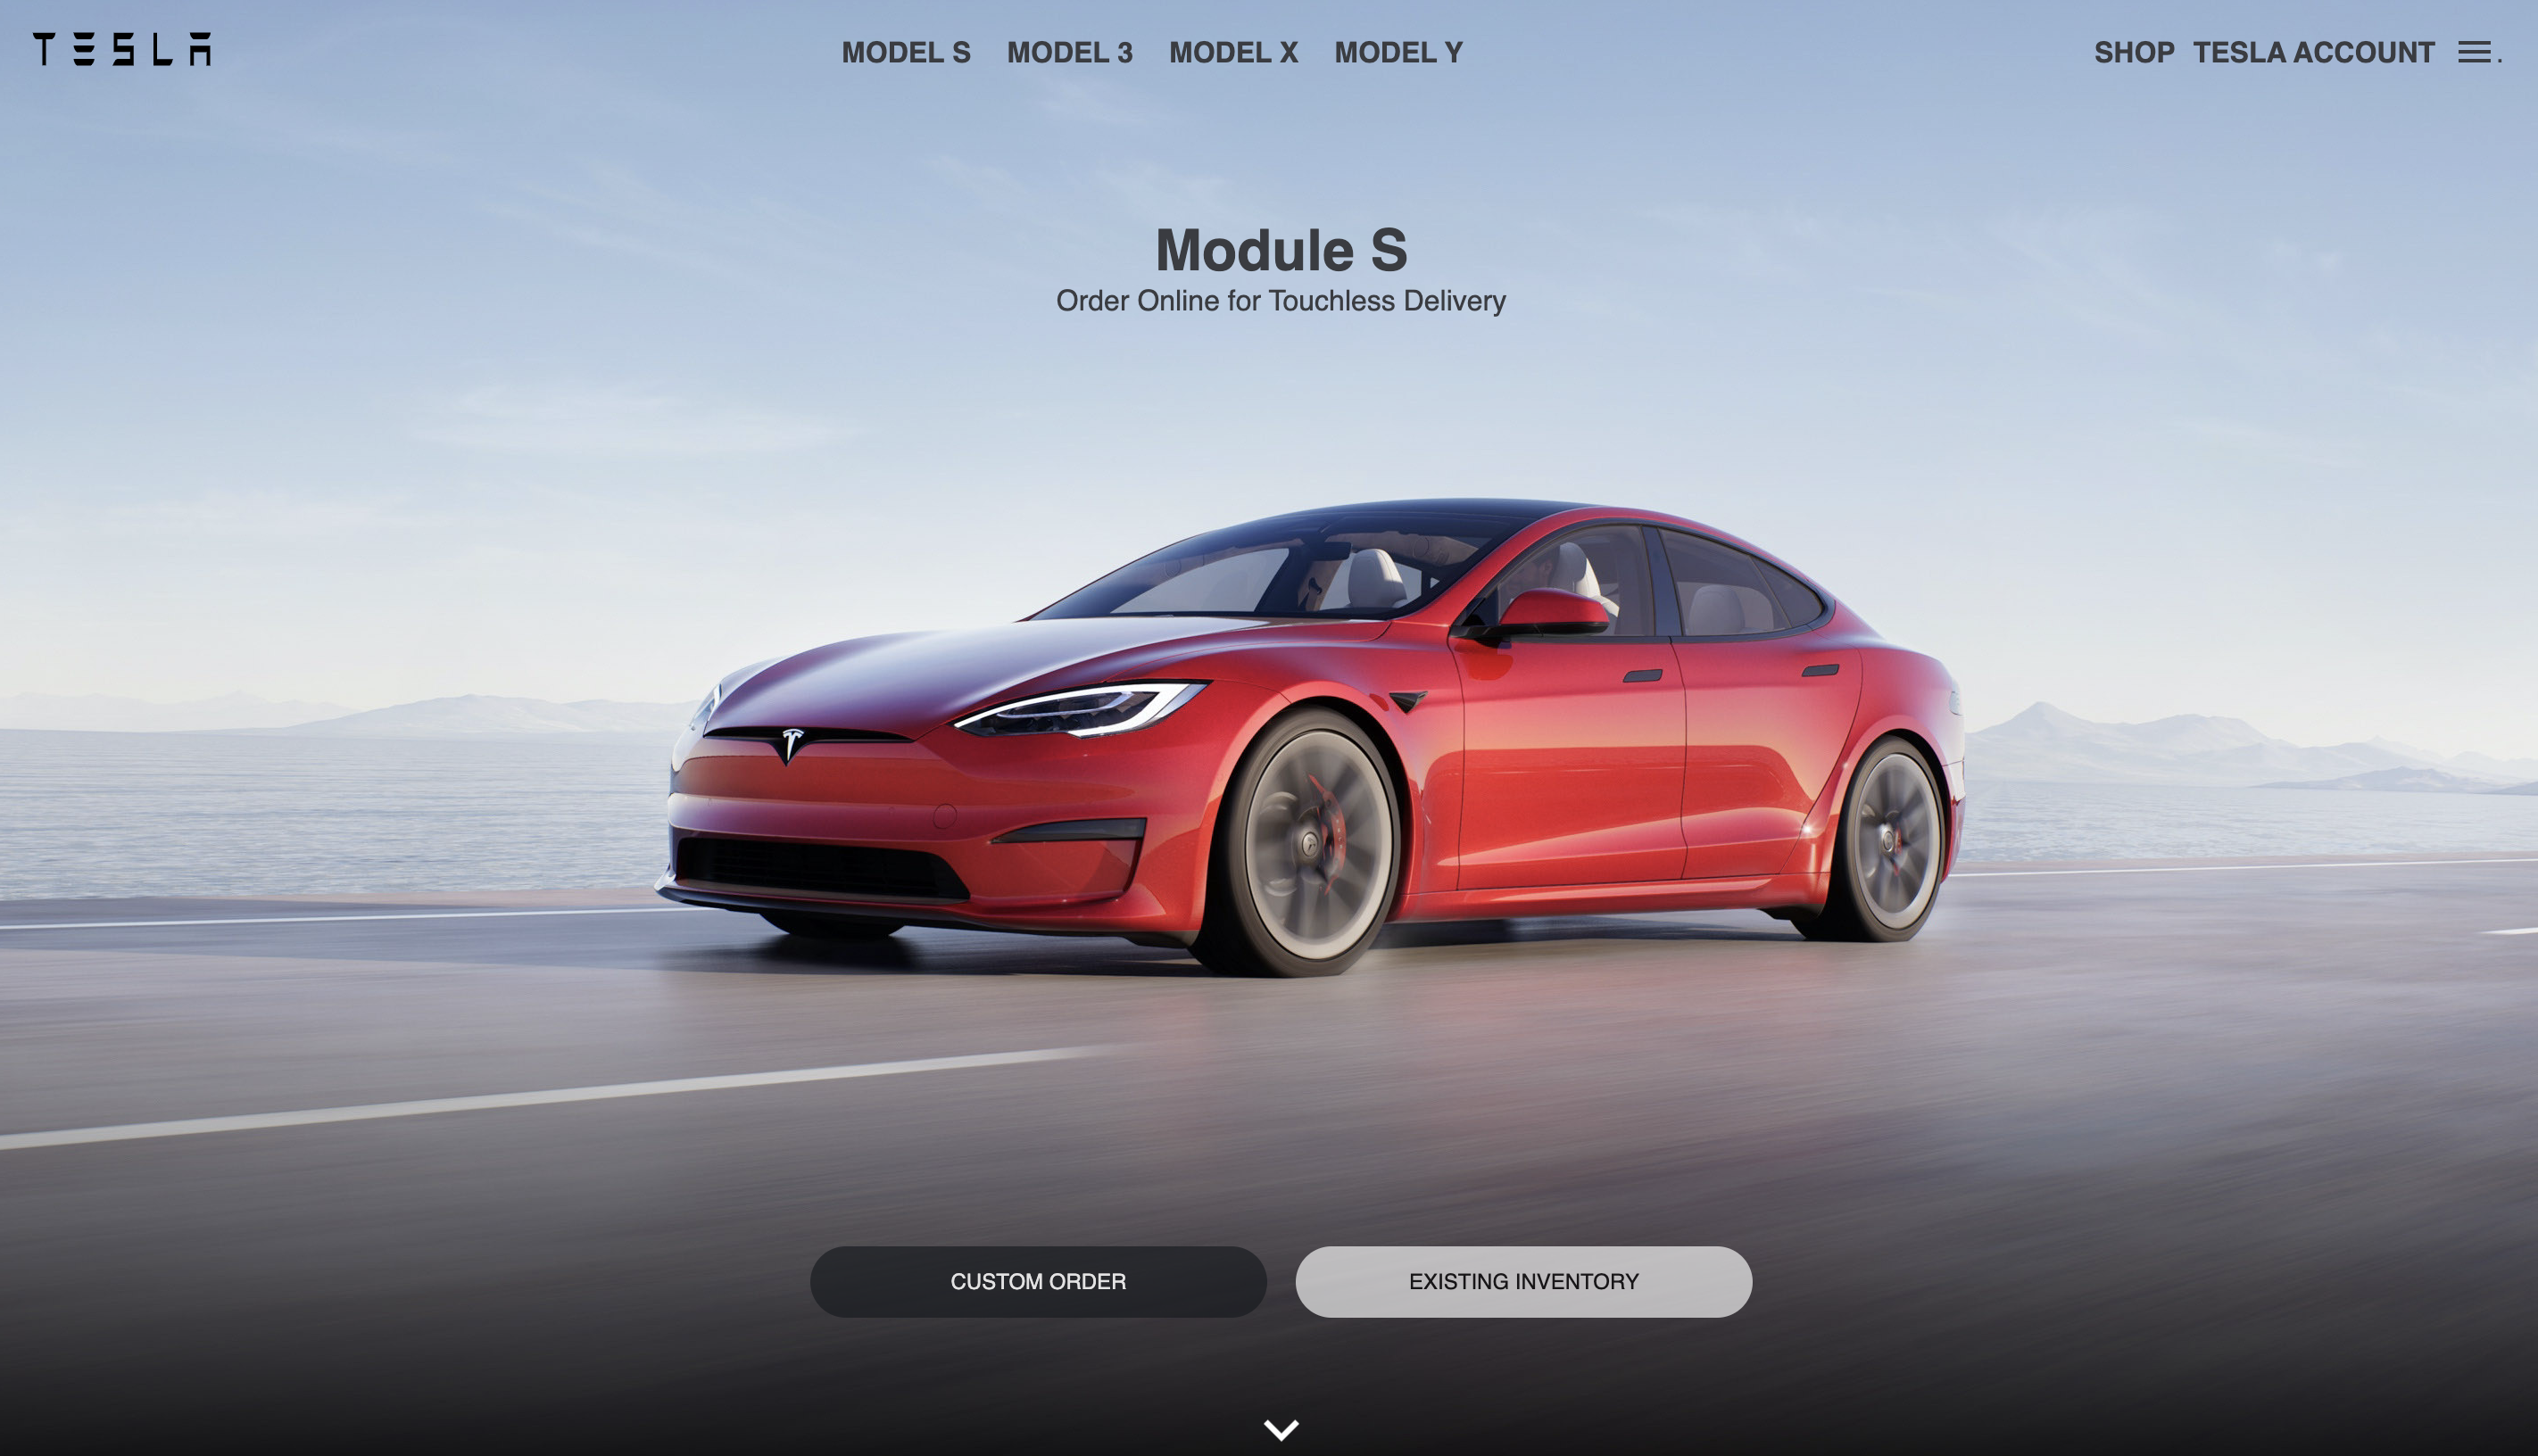 TESLA
MODEL S MODEL 3 MODEL X MODEL Y
SHOP TESLA ACCOUNT .
Module S
Order Online for Touchless Delivery
CUSTOM ORDER
EXISTING INVENTORY